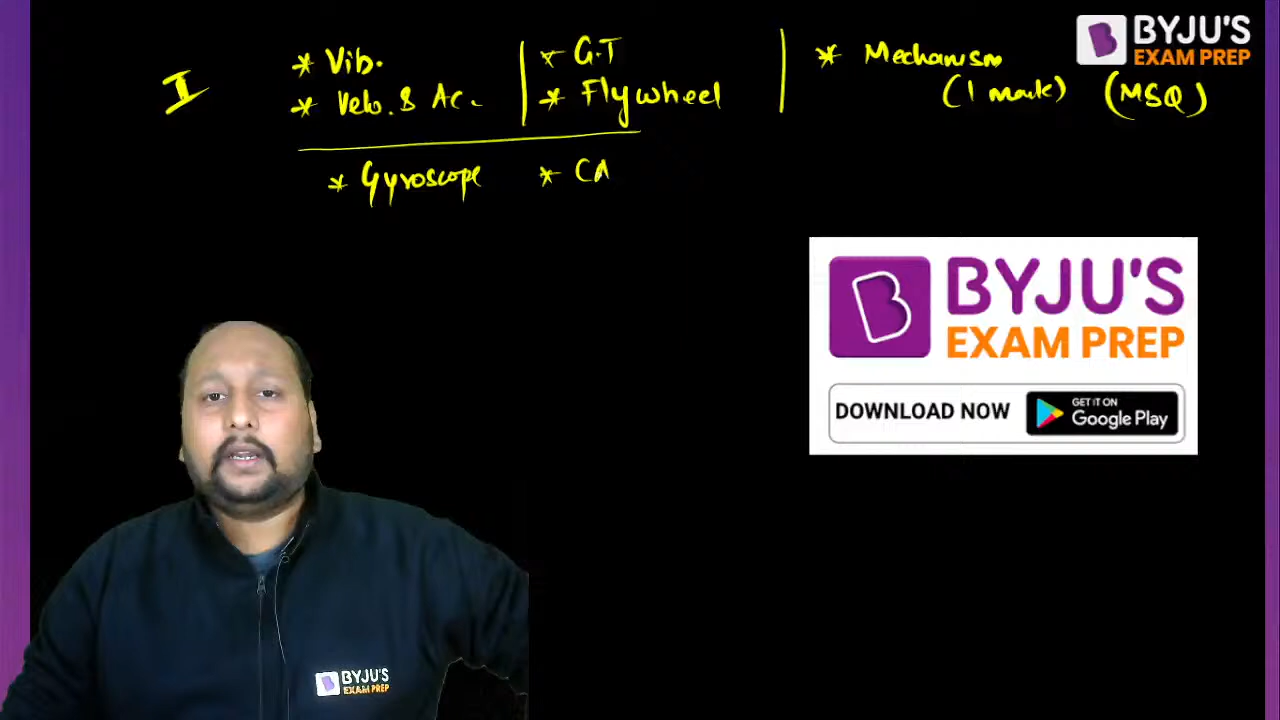 I
* Vib.
* Velo. & Ac.
* G.T
* Flywheel
* Mechanism
(1 mark) (MSQ)
* Gyroscope * CA
BYJU'S
EXAM PREP
BYJU'S
EXAM PREP
DOWNLOAD NOW
GET IT ON
Google Play
BYJU'S
EXAM PREP